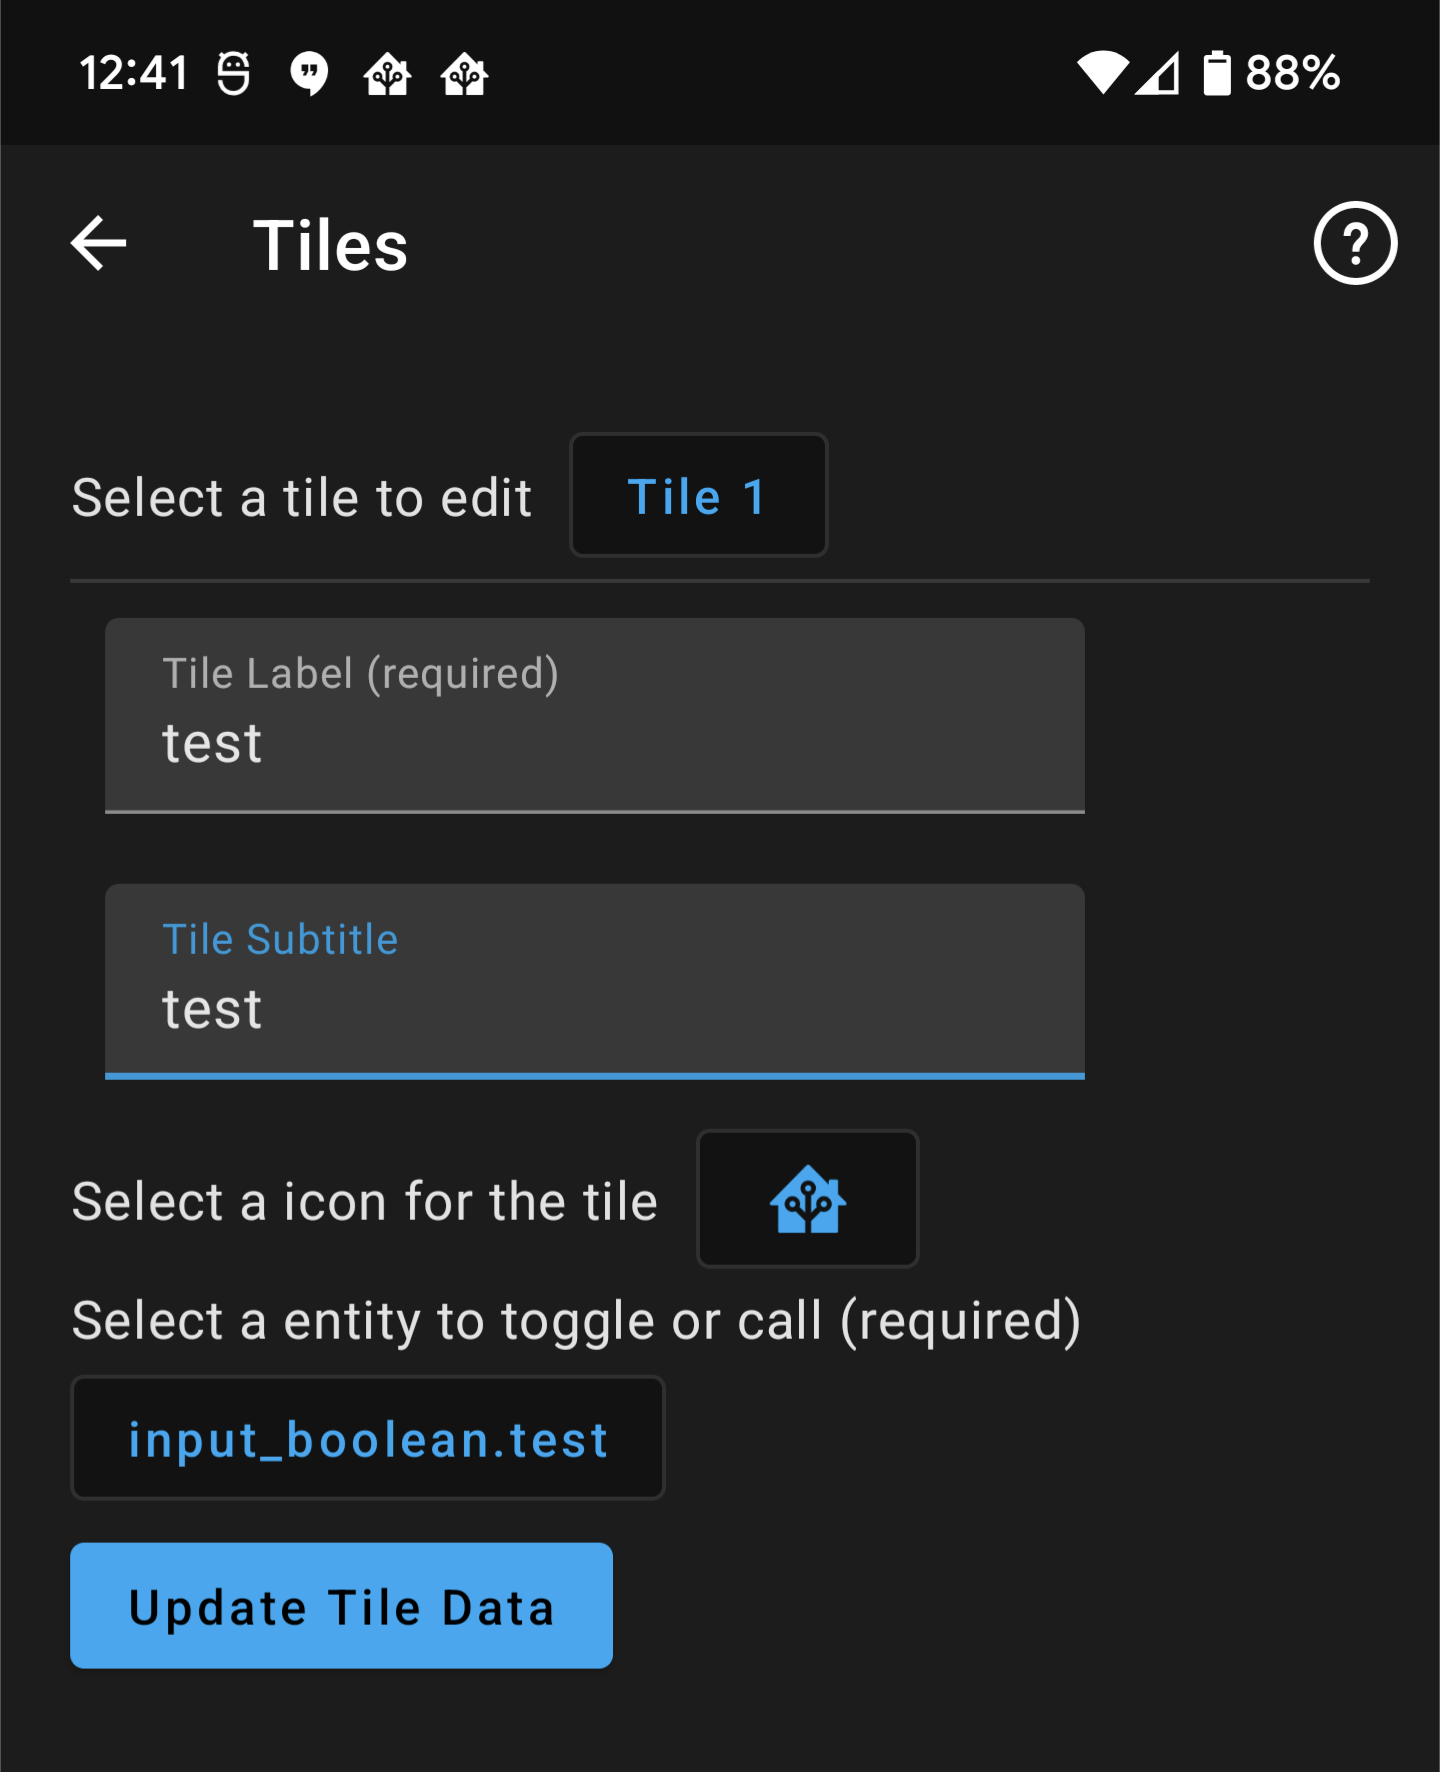 12:41 88%
Tiles
Select a tile to edit Tile 1
Tile Label (required)
test
Tile Subtitle
test
Select a icon for the tile
Select a entity to toggle or call (required)
input_boolean.test
Update Tile Data